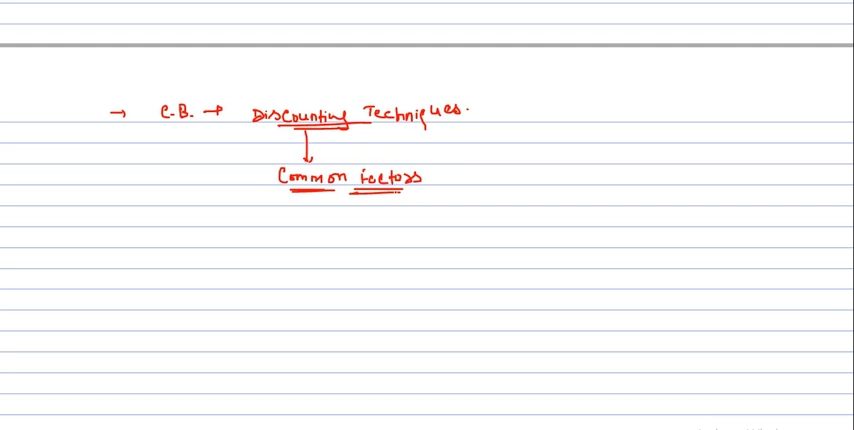 → C.B. → Discounting Techniques.
↓
Common Factors